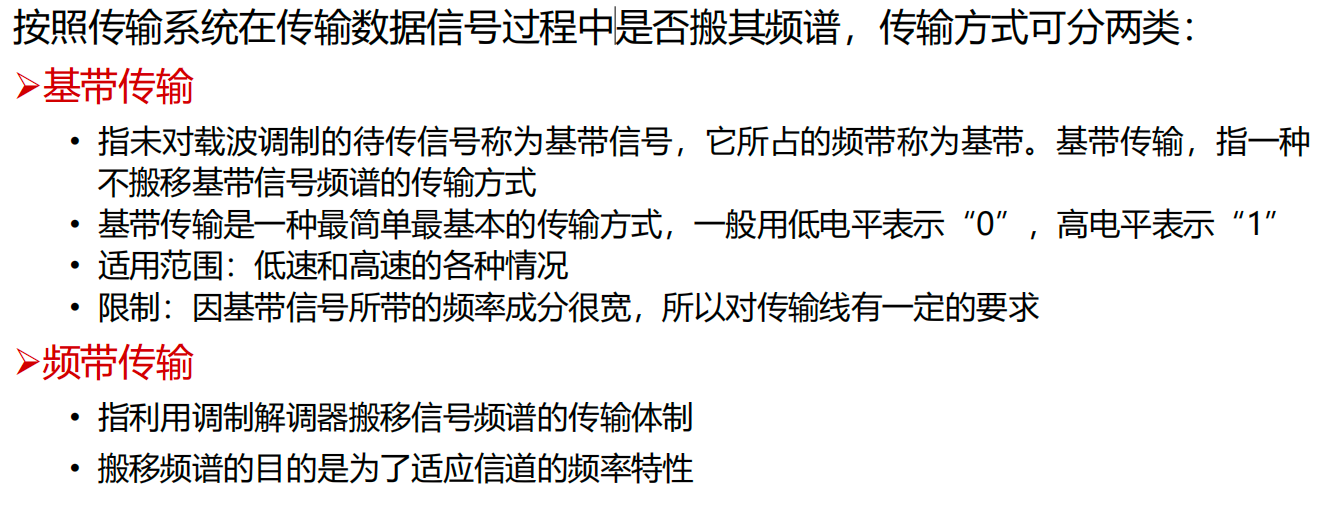 按照传输系统在传输数据信号过程中是否搬其频谱，传输方式可分两类：
➢基带传输
• 指未对载波调制的待传信号称为基带信号，它所占的频带称为基带。基带传输，指一种
不搬移基带信号频谱的传输方式
• 基带传输是一种最简单最基本的传输方式，一般用低电平表示“0”，高电平表示“1”
• 适用范围：低速和高速的各种情况
• 限制：因基带信号所带的频率成分很宽，所以对传输线有一定的要求
➢频带传输
• 指利用调制解调器搬移信号频谱的传输体制
• 搬移频谱的目的是为了适应信道的频率特性